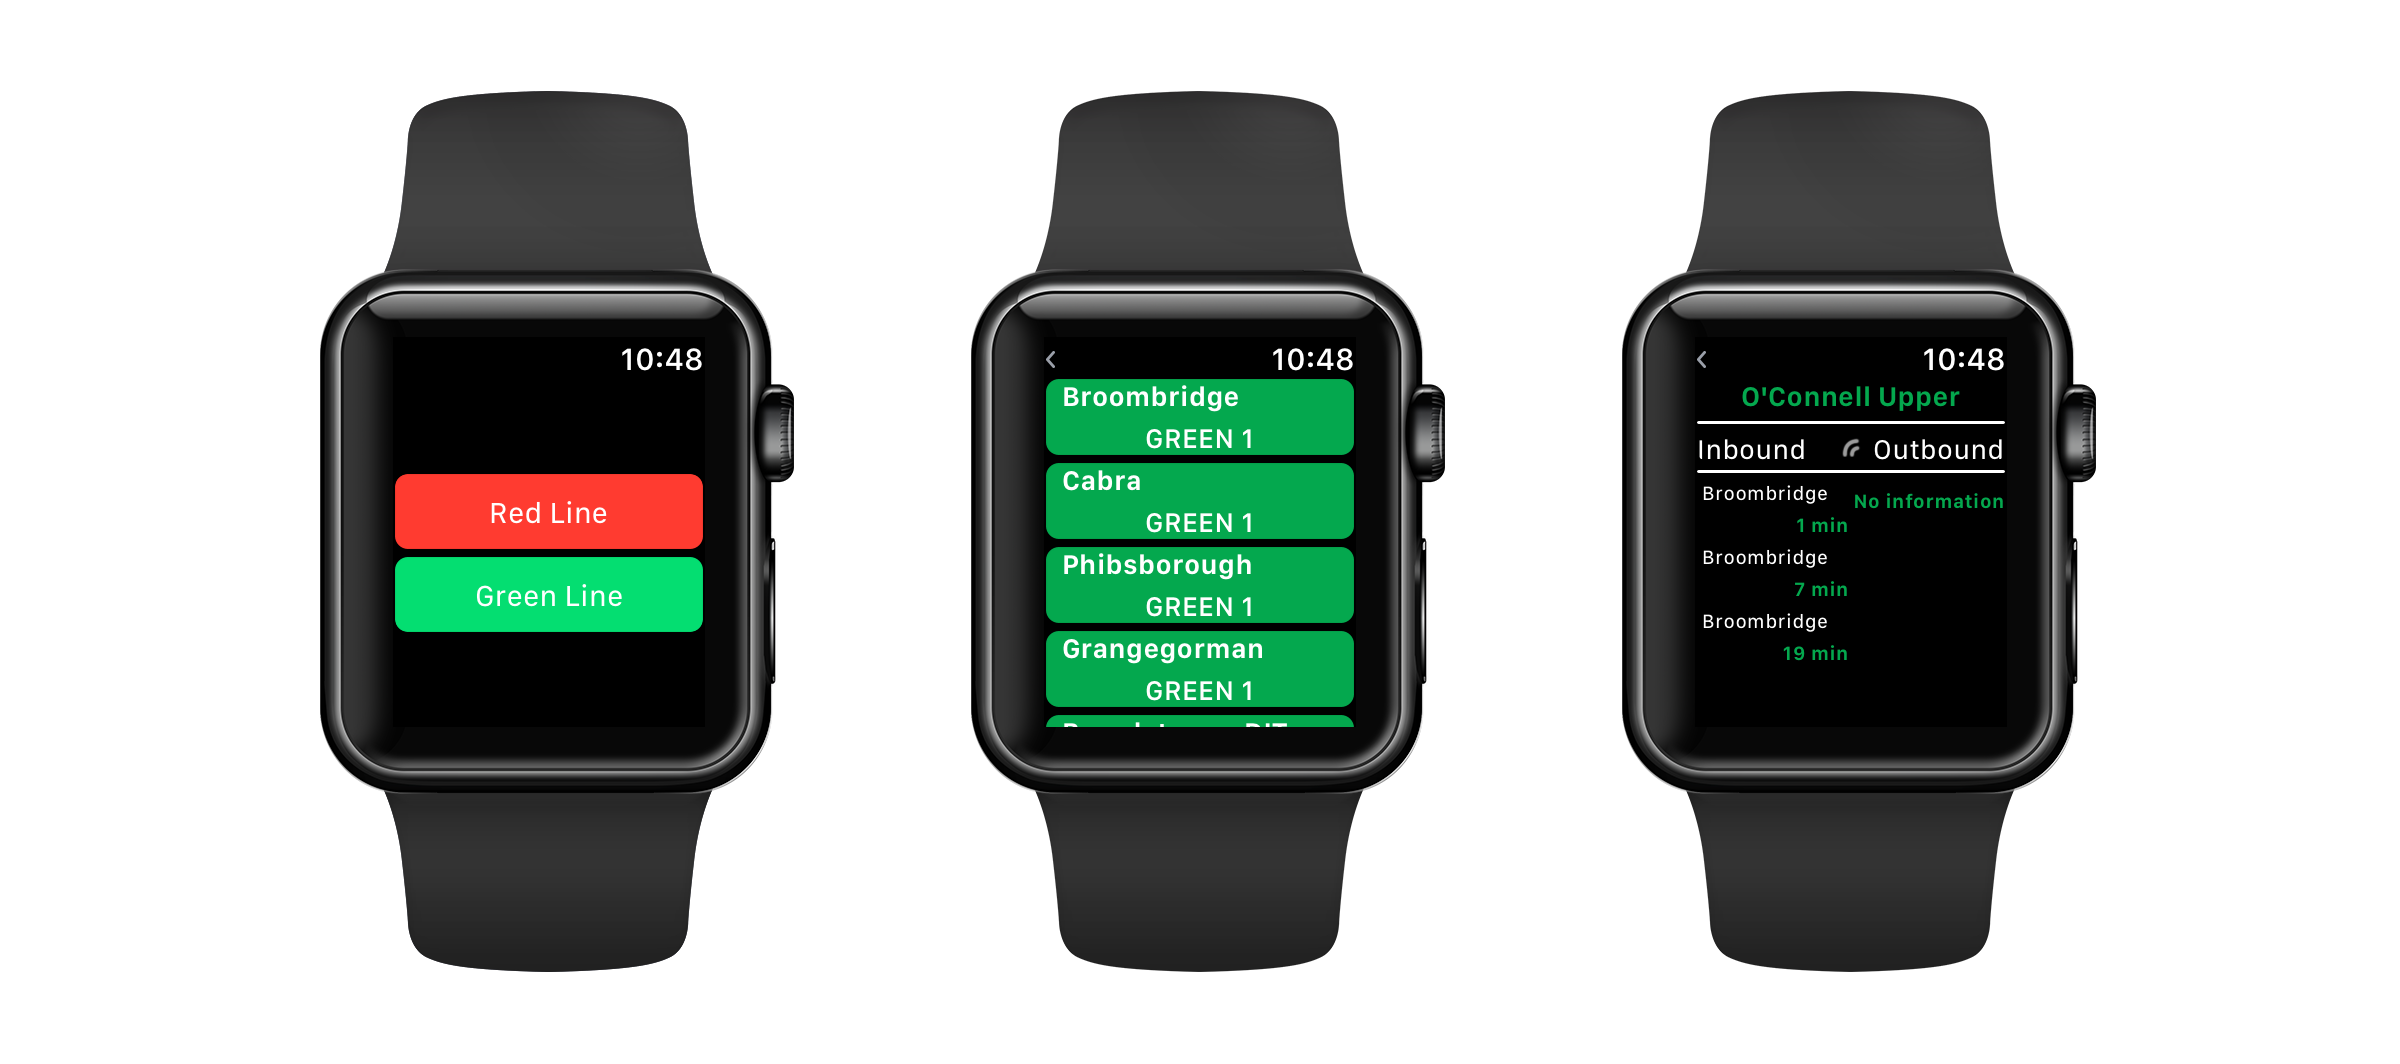 10:48
Red Line
Green Line
10:48
Broombridge
GREEN 1
Cabra
GREEN 1
Phibsborough
GREEN 1
Grangegorman
GREEN 1
10:48
O'Connell Upper
Inbound Outbound
Broombridge No information
1 min
Broombridge
7 min
Broombridge
19 min